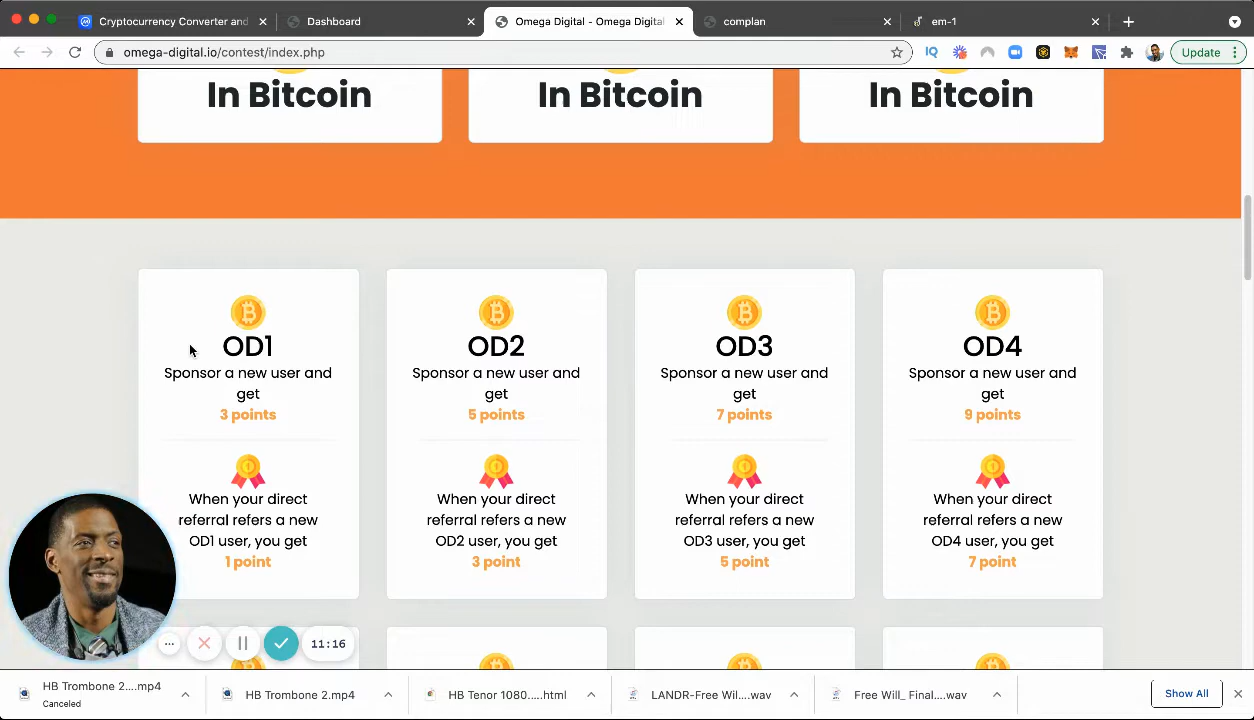 Cryptocurrency Converter and
Dashboard
Omega Digital - Omega Digital
complan
em-1
omega-digital.io/contest/index.php
Update
In Bitcoin
In Bitcoin
In Bitcoin
OD1
Sponsor a new user and
get
3 points
When your direct
referral refers a new
OD1 user, you get
1 point
OD2
Sponsor a new user and
get
5 points
When your direct
referral refers a new
OD2 user, you get
3 point
OD3
Sponsor a new user and
get
7 points
When your direct
referral refers a new
OD3 user, you get
5 point
OD4
Sponsor a new user and
get
9 points
When your direct
referral refers a new
OD4 user, you get
7 point
11:16
HB Trombone 2....mp4
Canceled
HB Trombone 2.mp4
HB Tenor 1080.....html
LANDR-Free Wil....wav
Free Will_ Final....wav
Show All